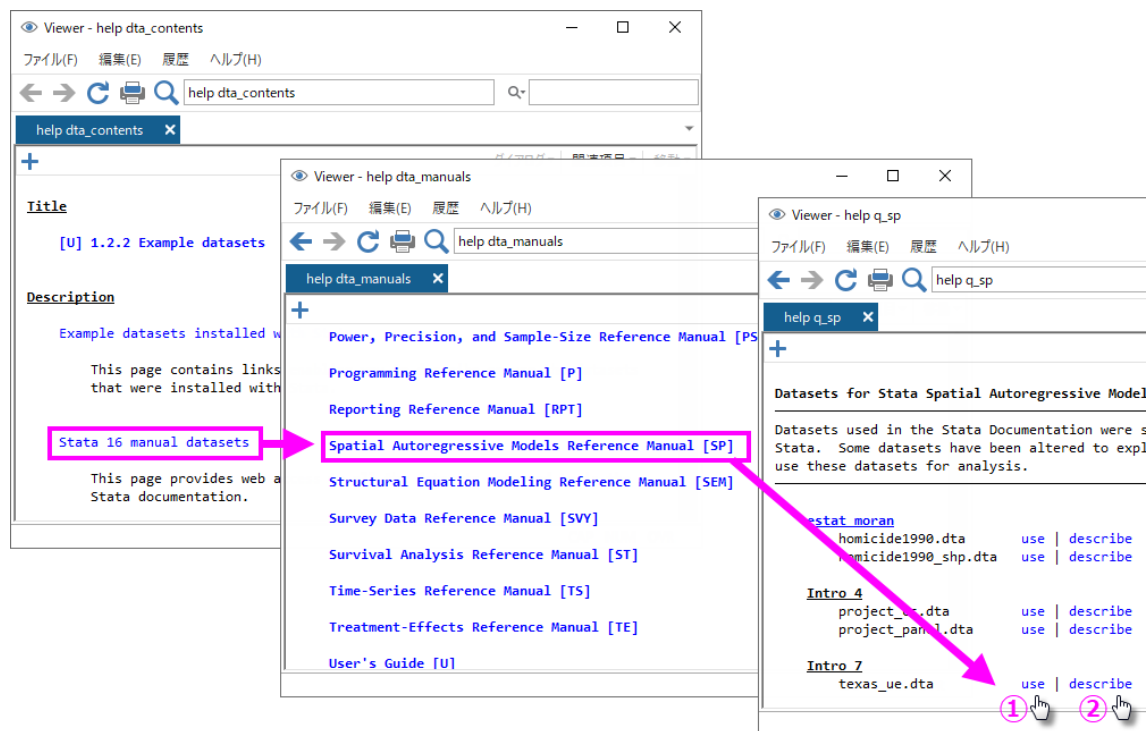 Viewer - help dta_contents
ファイル(F) 編集(E) 履歴 ヘルプ(H)
help dta_contents
help dta_contents
Title
[U] 1.2.2 Example datasets
Description
Example datasets installed w
This page contains links
that were installed with
Stata 16 manual datasets
This page provides web a
Stata documentation.
Viewer - help dta_manuals
ファイル(F) 編集(E) 履歴 ヘルプ(H)
help dta_manuals
help dta_manuals
Power, Precision, and Sample-Size Reference Manual [PS
Programming Reference Manual [P]
Reporting Reference Manual [RPT]
Spatial Autoregressive Models Reference Manual [SP]
Structural Equation Modeling Reference Manual [SEM]
Survey Data Reference Manual [SVY]
Survival Analysis Reference Manual [ST]
Time-Series Reference Manual [TS]
Treatment-Effects Reference Manual [TE]
User's Guide [U]
Viewer - help q_sp
ファイル(F) 編集(E) 履歴 ヘルプ(H)
help q_sp
help q_sp
Datasets for Stata Spatial Autoregressive Model
Datasets used in the Stata Documentation were s
Stata. Some datasets have been altered to expl
use these datasets for analysis.
estat moran
homicide1990.dta use | describe
homicide1990_shp.dta use | describe
Intro 4
project_cs.dta use | describe
project_panel.dta use | describe
Intro 7
texas_ue.dta use | describe
① ②